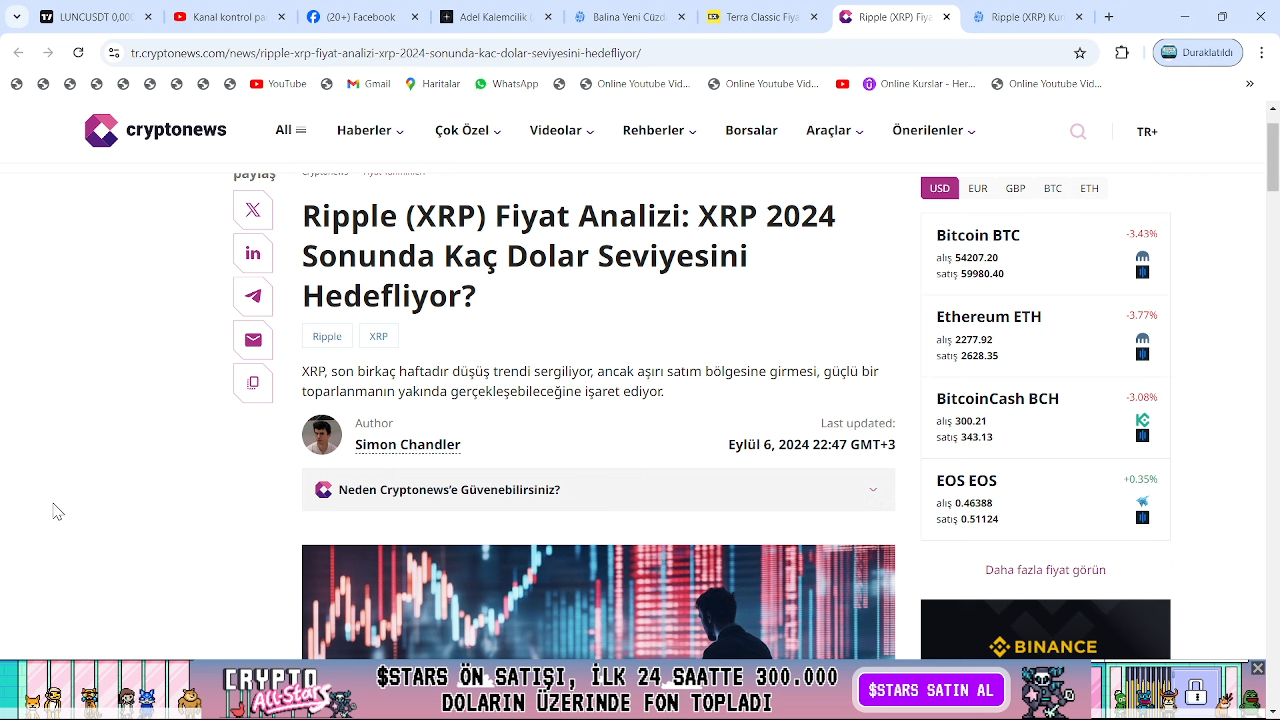 LUNCUSDT 0,00
Kontrol pa
(20+) Facebook
Adet Kalemlik
Balina Yeni Cüzd
Terra Classic Fiya
Ripple (XRP) Fiya
Ripple (XRP) Kur
tr.cryptonews.com/news/ripple-xrp-fiyat-analizi-xrp-2024-sonunda-kac-dolar-seviyesini-hedefliyor/
Duraklatıldı
YouTube
Gmail
Haritalar
WhatsApp
Online Youtube Vid...
Online Youtube Vid...
Online Kurslar - Her...
Online Youtube Vid...
cryptonews
All
Haberler
Çok Özel
Videolar
Rehberler
Borsalar
Araçlar
Önerilenler
TR+
paylaş
Cryptonews
Fiyat Tahminleri
Ripple (XRP) Fiyat Analizi: XRP 2024
Sonunda Kaç Dolar Seviyesini
Hedefliyor?
Ripple
XRP
XRP, son birkaç haftadır düşüş trendi sergiliyor, ancak aşırı satım bölgesine girmesi, güçlü bir
toparlanmanın yakında gerçekleşebileceğine işaret ediyor.
Author
Simon Chandler
Last updated:
Eylül 6, 2024 22:47 GMT+3
Neden Cryptonews’e Güvenebilirsiniz?
USD EUR GBP BTC ETH
Bitcoin BTC -3.43%
alış 54207.20
satış 59980.40
Ethereum ETH -3.77%
alış 2277.92
satış 2628.35
BitcoinCash BCH -3.08%
alış 300.21
satış 343.13
EOS EOS +0.35%
alış 0.46388
satış 0.51124
Daha fazla fiyat görün
BINANCE
CRYPTO
All-Stars
$STARS ÖN SATIŞI, İLK 24 SAATTE 300.000
DOLARIN ÜZERİNDE FON TOPLADI
$STARS SATIN AL